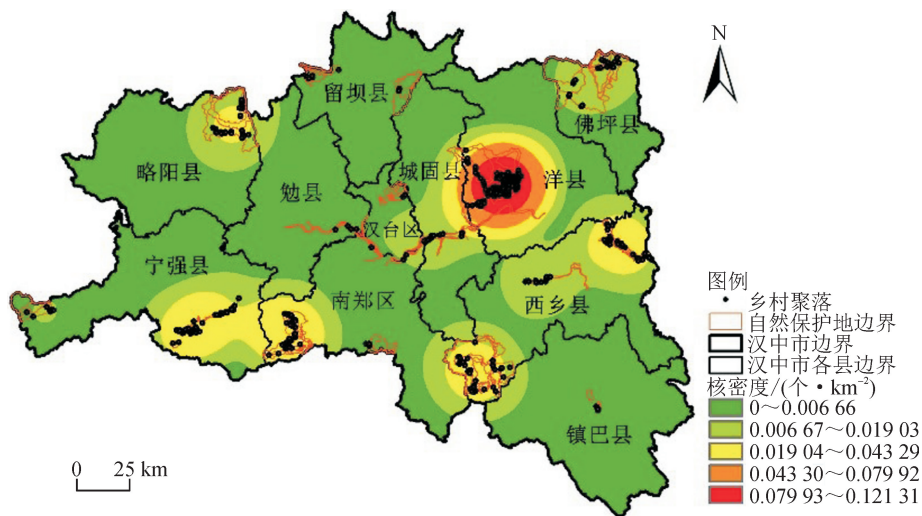 N
留坝县
佛坪县
略阳县
城固县
洋县
勉县
汉台区
宁强县
南郑区
西乡县
镇巴县
0 25 km
图例
乡村聚落
自然保护地边界
汉中市边界
汉中市各县边界
核密度/(个·km⁻²)
0～0.006 66
0.006 67～0.019 03
0.019 04～0.043 29
0.043 30～0.079 92
0.079 93～0.121 31